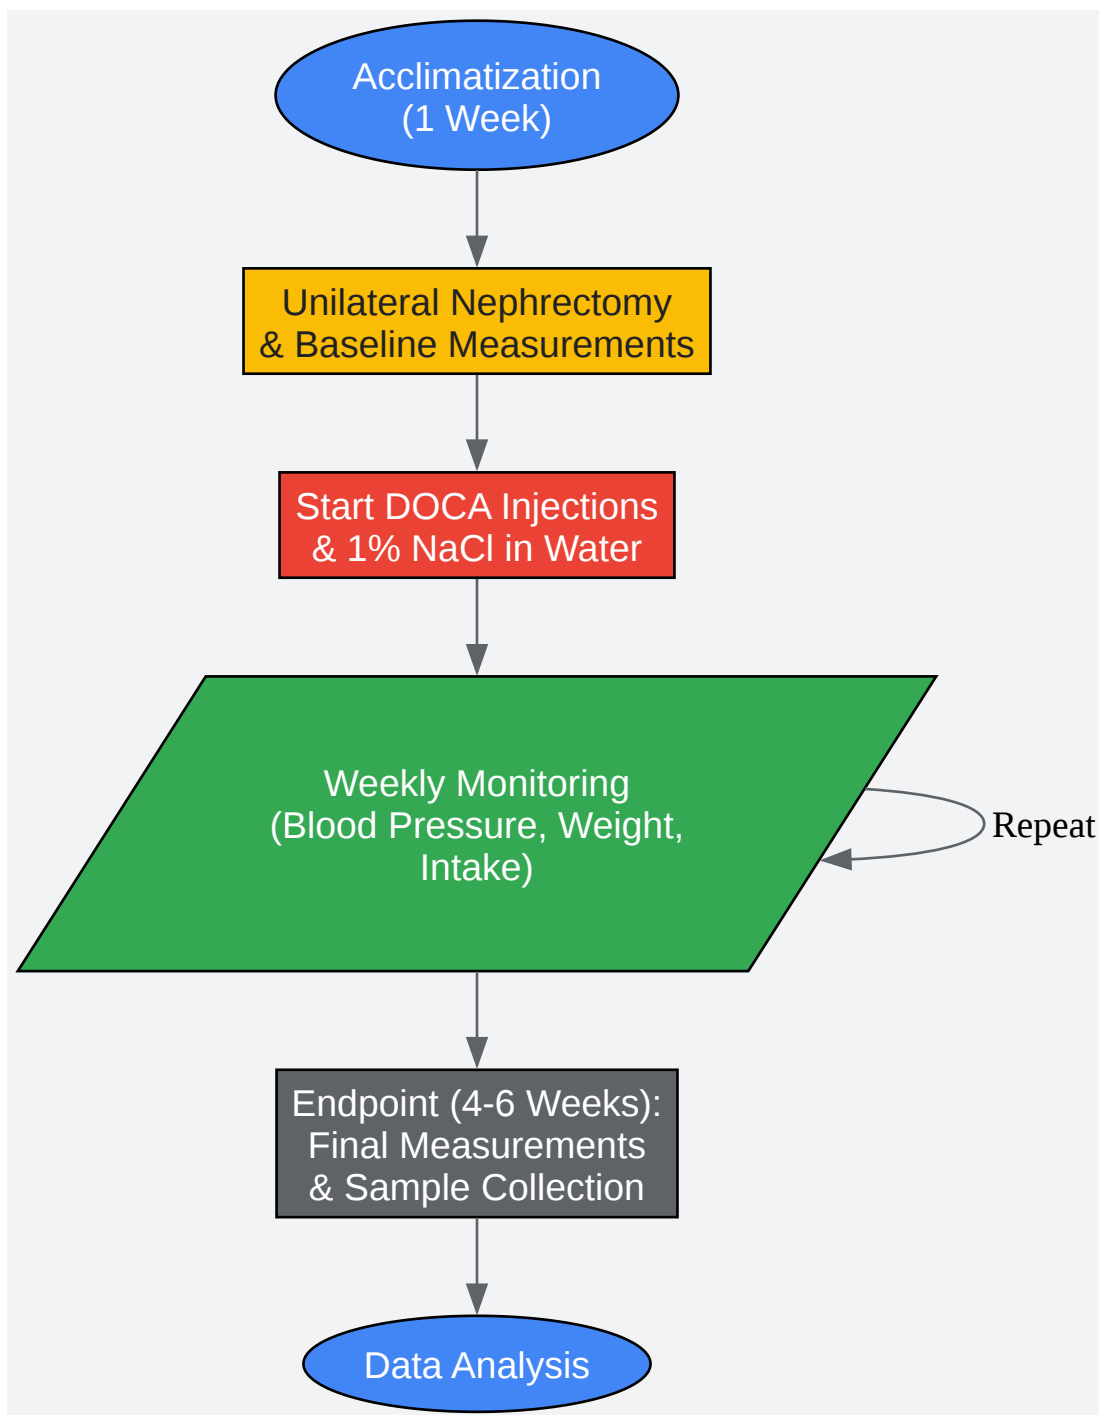 Acclimatization
(1 Week)
Unilateral Nephrectomy
& Baseline Measurements
Start DOCA Injections
& 1% NaCl in Water
Weekly Monitoring
(Blood Pressure, Weight,
Intake)
Repeat
Endpoint (4-6 Weeks):
Final Measurements
& Sample Collection
Data Analysis